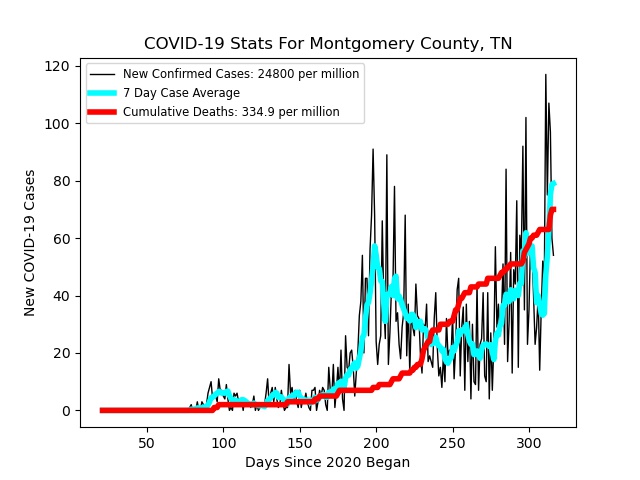 COVID-19 Stats For Montgomery County, TN
New Confirmed Cases: 24800 per million
7 Day Case Average
Cumulative Deaths: 334.9 per million
New COVID-19 Cases
120
100
80
60
40
20
0
50 100 150 200 250 300
Days Since 2020 Began